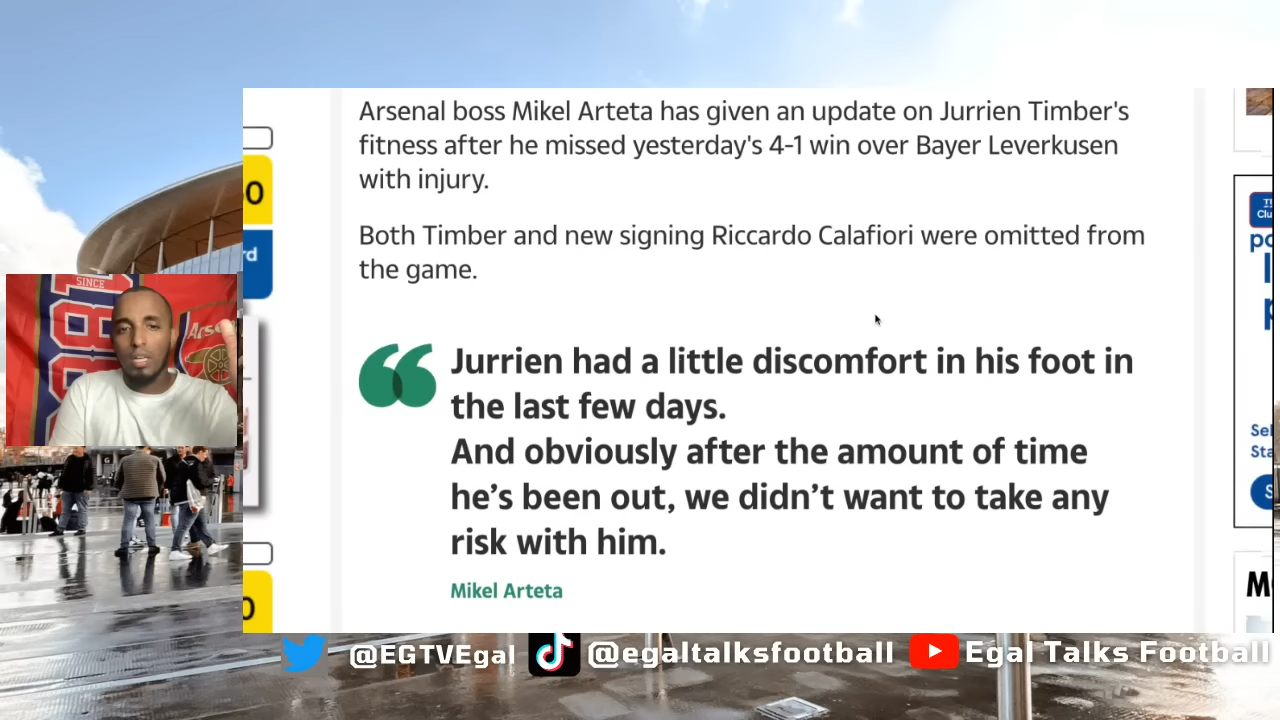 Arsenal boss Mikel Arteta has given an update on Jurrien Timber's
fitness after he missed yesterday's 4-1 win over Bayer Leverkusen
with injury.
Both Timber and new signing Riccardo Calafiori were omitted from
the game.
Jurrien had a little discomfort in his foot in
the last few days.
And obviously after the amount of time
he's been out, we didn't want to take any
risk with him.
Mikel Arteta
SINCE
@EGTVEgal
@egaltalksfootball
Egal Talks Football